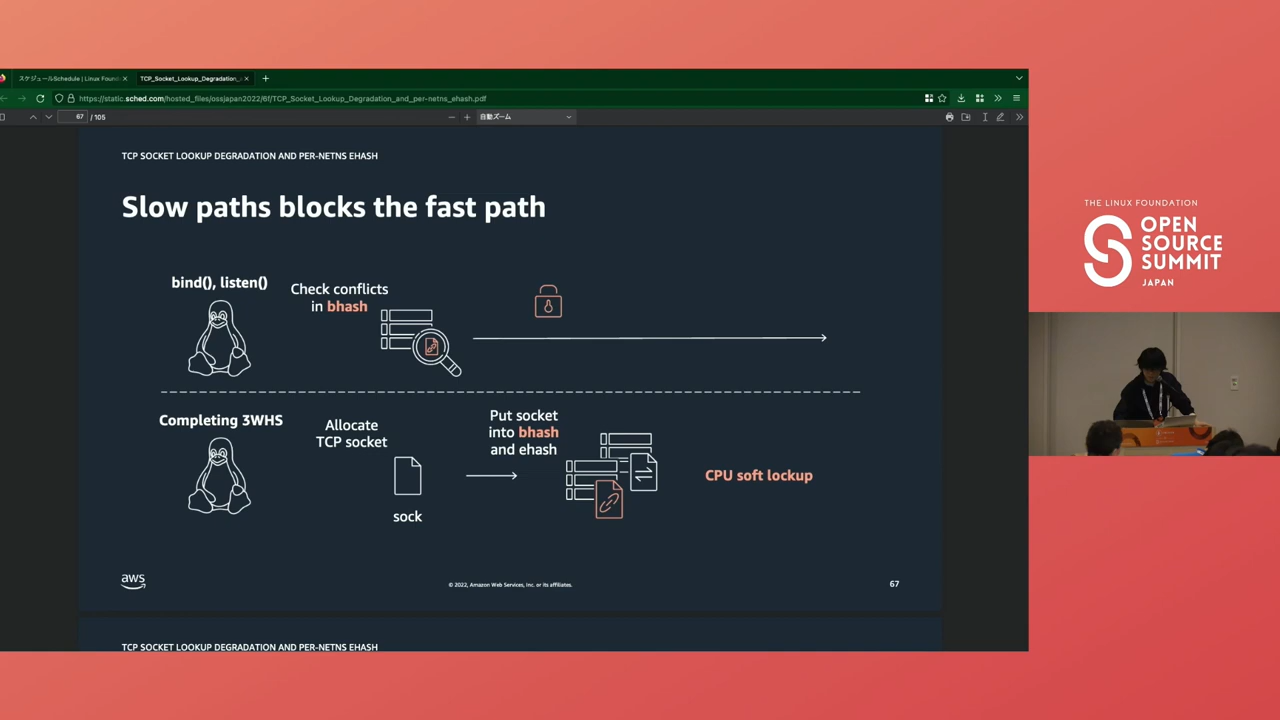 スケジュールSchedule | Linux Found
TCP_Socket_Lookup_Degradation_
https://static.sched.com/hosted_files/ossjapan2022/6f/TCP_Socket_Lookup_Degradation_and_per-netns_ehash.pdf
67 / 105
自動ズーム
TCP SOCKET LOOKUP DEGRADATION AND PER-NETNS EHASH
Slow paths blocks the fast path
bind(), listen()
Check conflicts
in bhash
Completing 3WHS
Allocate
TCP socket
sock
Put socket
into bhash
and ehash
CPU soft lockup
aws
© 2022, Amazon Web Services, Inc. or its affiliates.
67
TCP SOCKET LOOKUP DEGRADATION AND PER-NETNS EHASH
THE LINUX FOUNDATION
OPEN
SOURCE
SUMMIT
JAPAN